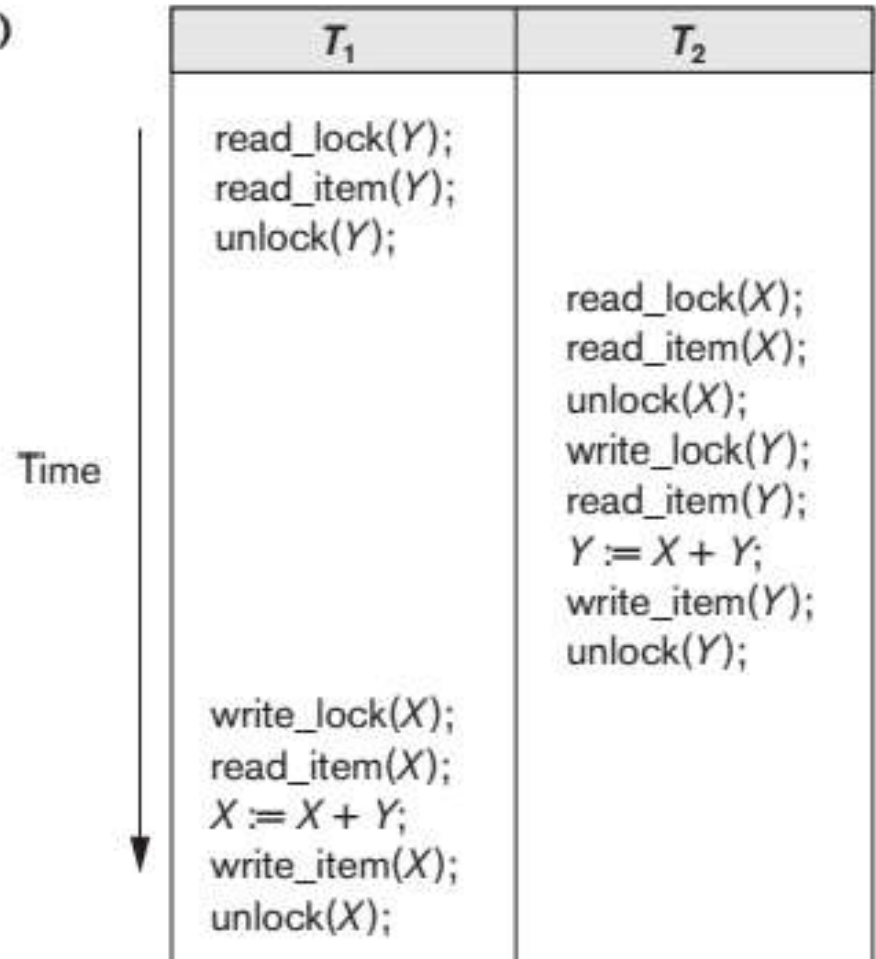 )
T₁ T₂
read_lock(Y);
read_item(Y);
unlock(Y);
read_lock(X);
read_item(X);
unlock(X);
Time
write_lock(Y);
read_item(Y);
Y := X + Y;
write_item(Y);
unlock(Y);
write_lock(X);
read_item(X);
X := X + Y;
write_item(X);
unlock(X);